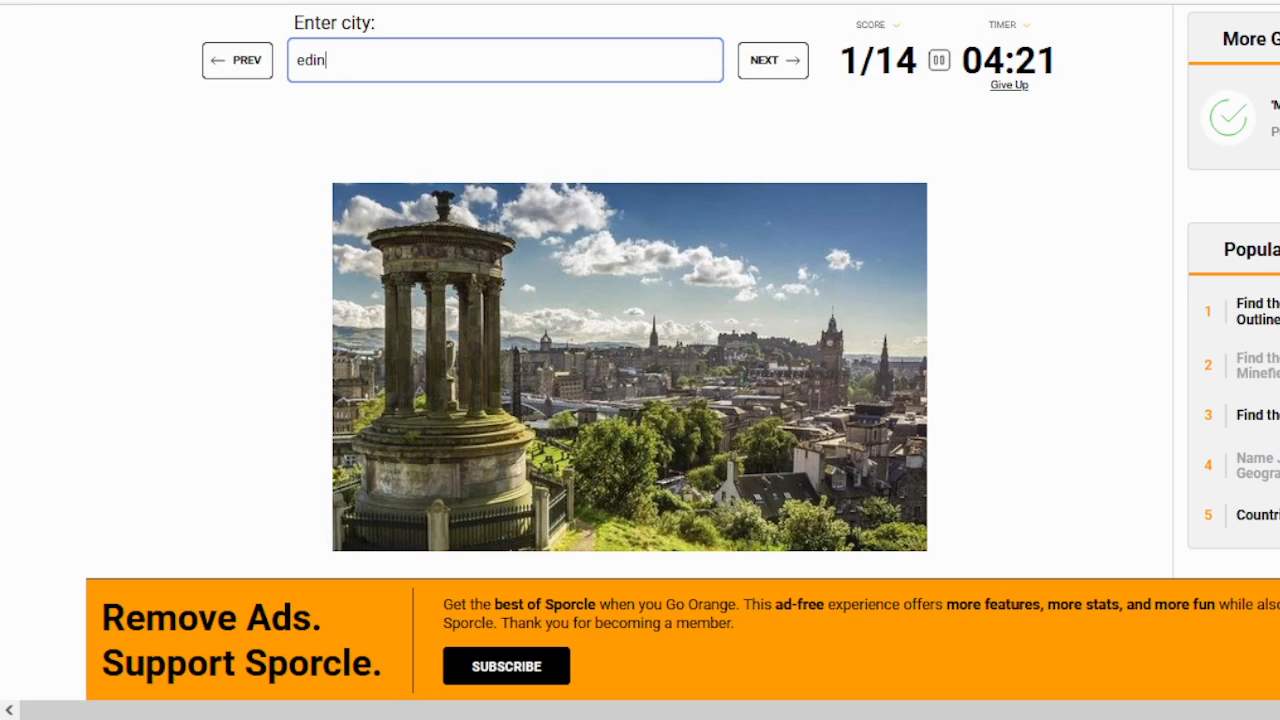 Enter city:
← PREV
edin
NEXT →
SCORE
1/14
TIMER
04:21
Give Up
More G
'M
P
Popula
1 Find th
Outline
2 Find th
Minefie
3 Find th
4 Name J
Geogra
5 Countri
Remove Ads.
Support Sporcle.
Get the best of Sporcle when you Go Orange. This ad-free experience offers more features, more stats, and more fun while also
Sporcle. Thank you for becoming a member.
SUBSCRIBE